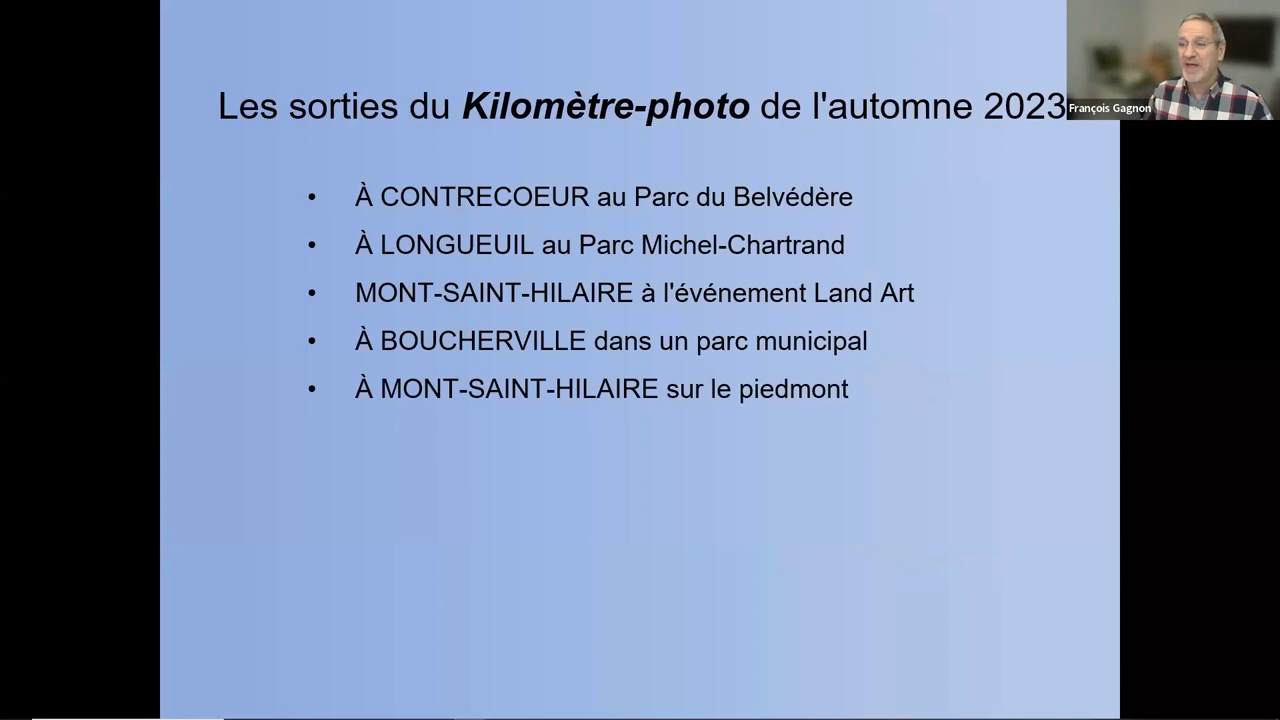 Les sorties du Kilomètre-photo de l'automne 2023
François Gagnon
• À CONTRECOEUR au Parc du Belvédère
• À LONGUEUIL au Parc Michel-Chartrand
• MONT-SAINT-HILAIRE à l'événement Land Art
• À BOUCHERVILLE dans un parc municipal
• À MONT-SAINT-HILAIRE sur le piedmont